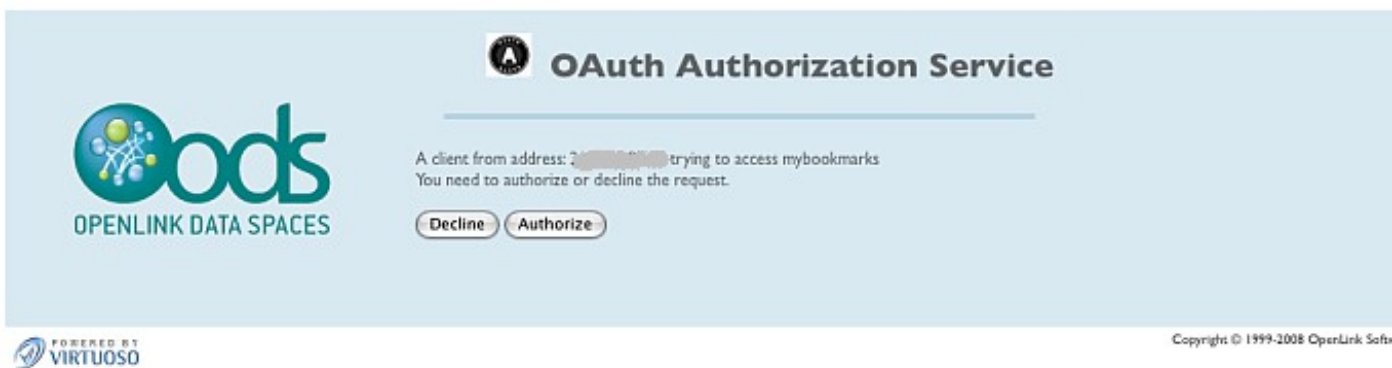 OAuth Authorization Service
ods
OPENLINK DATA SPACES
A client from address: trying to access mybookmarks
You need to authorize or decline the request.
Decline Authorize
POWERED BY
VIRTUOSO
Copyright © 1999-2008 OpenLink